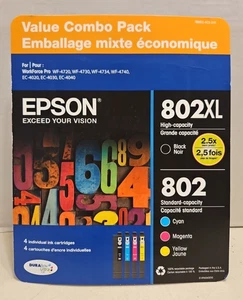 Value Combo Pack
Emballage mixte économique
For | Pour :
WorkForce Pro WF-4720, WF-4730, WF-4734, WF-4740,
EC-4020, EC-4030, EC-4040
EPSON
EXCEED YOUR VISION
802XL
High-capacity
Grande capacité
Black
Noir
2.5x
2,5 fois
802
Standard-capacity
Capacité standard
Cyan
Magenta
Yellow
Jaune
4 individual ink cartridges
4 cartouches d'encre individuelles
DURABrite